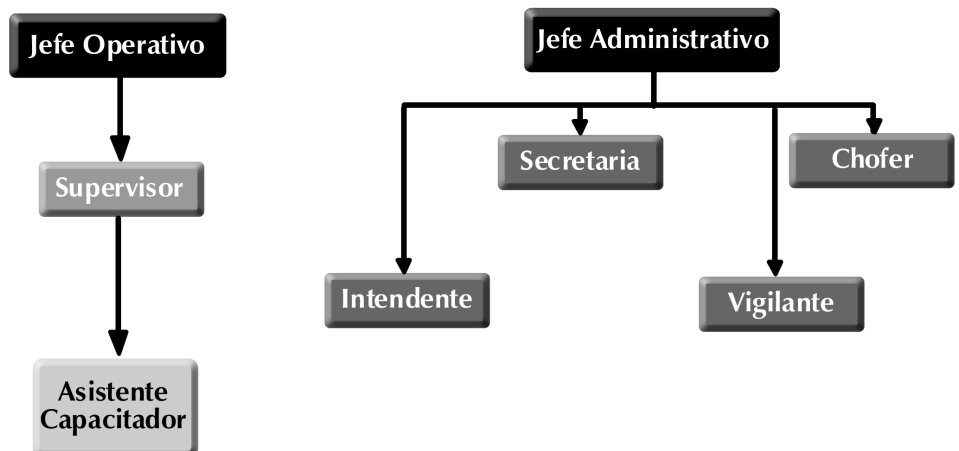 Jefe Operativo
Jefe Administrativo
Supervisor
Secretaria
Chofer
Intendente
Vigilante
Asistente
Capacitador